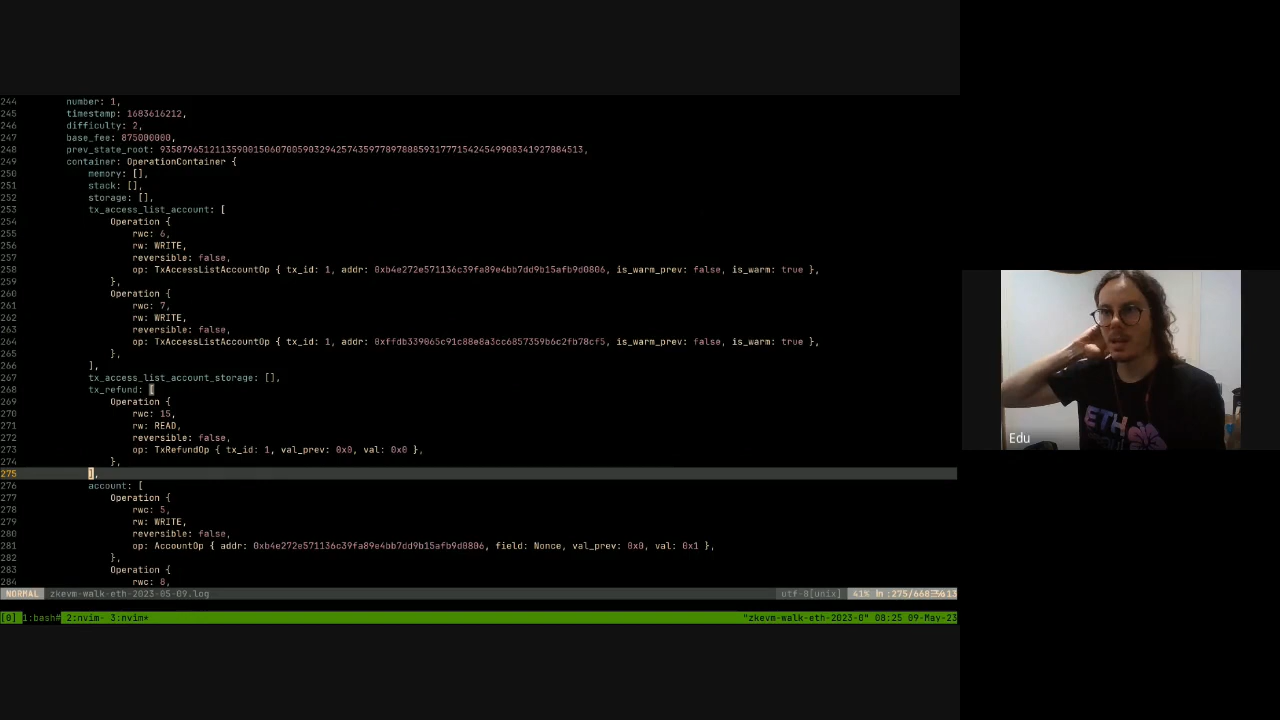 244 number: 1,
245 timestamp: 1683616212,
246 difficulty: 2,
247 base_fee: 875000000,
248 prev_state_root: 93587965121135900150607005903294257435977897888593177715424549908341927884513,
249 container: OperationContainer {
250 memory: [],
251 stack: [],
252 storage: [],
253 tx_access_list_account: [
254 Operation {
255 rwc: 6,
256 rw: WRITE,
257 reversible: false,
258 op: TxAccessListAccountOp { tx_id: 1, addr: 0xb4e272e571136c39fa89e4bb7dd9b15afb9d0806, is_warm_prev: false, is_warm: true },
259 },
260 Operation {
261 rwc: 7,
262 rw: WRITE,
263 reversible: false,
264 op: TxAccessListAccountOp { tx_id: 1, addr: 0xffdb339065c91c88e8a3cc6857359b6c2fb78cf5, is_warm_prev: false, is_warm: true },
265 },
266 ],
267 tx_access_list_account_storage: [],
268 tx_refund: [
269 Operation {
270 rwc: 15,
271 rw: READ,
272 reversible: false,
273 op: TxRefundOp { tx_id: 1, val_prev: 0x0, val: 0x0 },
274 },
275 ],
276 account: [
277 Operation {
278 rwc: 5,
279 rw: WRITE,
280 reversible: false,
281 op: AccountOp { addr: 0xb4e272e571136c39fa89e4bb7dd9b15afb9d0806, field: Nonce, val_prev: 0x0, val: 0x1 },
282 },
283 Operation {
284 rwc: 8,
NORMAL zkevm-walk-eth-2023-05-09.log utf-8[unix] 41% ln :275/668
[0] 1:bash# 2:nvim- 3:nvim* "zkevm-walk-eth-2023-0" 08:25 09-May-23
ETH
Edu